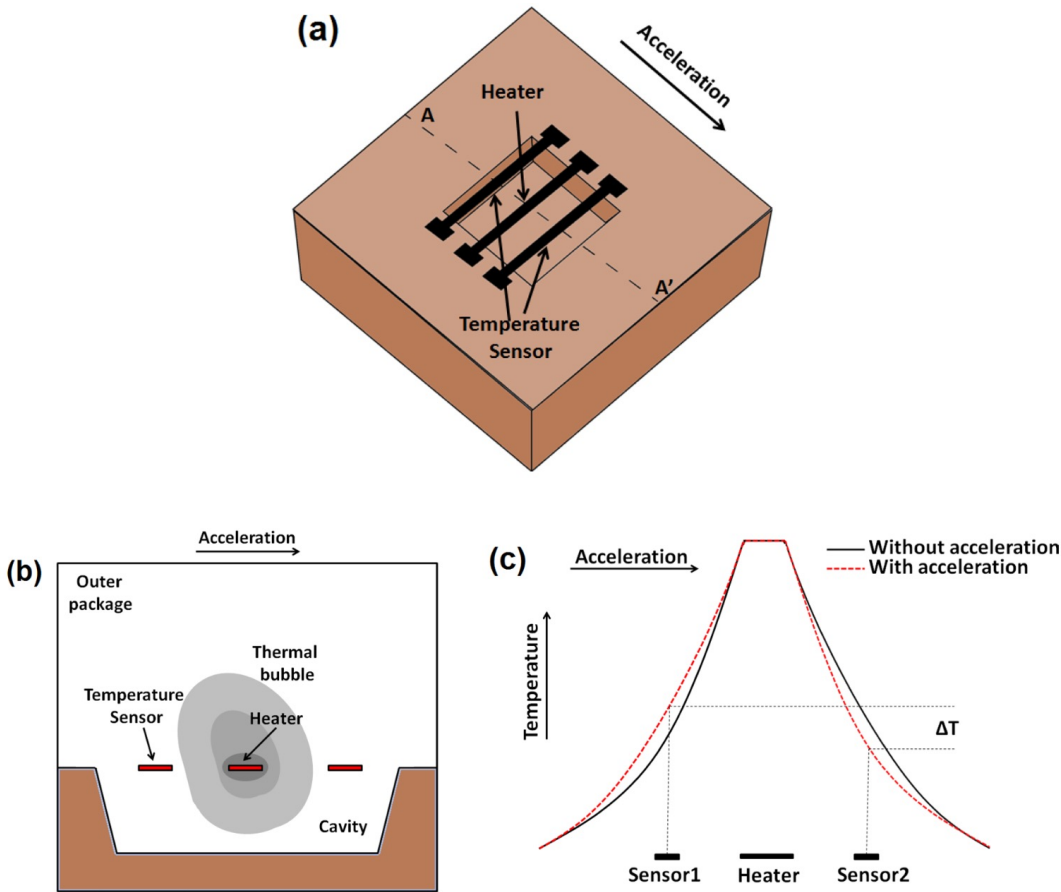 (a)
Acceleration
Heater
A
A’
Temperature
Sensor
(b)
Acceleration
Outer
package
Thermal
bubble
Temperature
Sensor
Heater
Cavity
(c)
Acceleration
Without acceleration
With acceleration
Temperature
ΔT
Sensor1
Heater
Sensor2